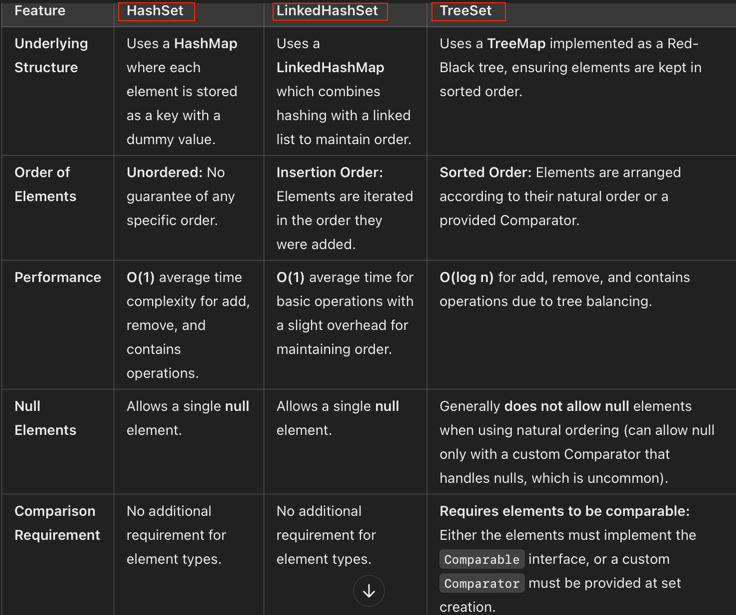 Feature
HashSet
LinkedHashSet
TreeSet
Underlying
Structure
Uses a HashMap
where each
element is stored
as a key with a
dummy value.
Uses a
LinkedHashMap
which combines
hashing with a linked
list to maintain order.
Uses a TreeMap implemented as a Red-
Black tree, ensuring elements are kept in
sorted order.
Order of
Elements
Unordered: No
guarantee of any
specific order.
Insertion Order:
Elements are iterated
in the order they
were added.
Sorted Order: Elements are arranged
according to their natural order or a
provided Comparator.
Performance
O(1) average time
complexity for add,
remove, and
contains
operations.
O(1) average time for
basic operations with
a slight overhead for
maintaining order.
O(log n) for add, remove, and contains
operations due to tree balancing.
Null
Elements
Allows a single null
element.
Allows a single null
element.
Generally does not allow null elements
when using natural ordering (can allow null
only with a custom Comparator that
handles nulls, which is uncommon).
Comparison
Requirement
No additional
requirement for
element types.
No additional
requirement for
element types.
Requires elements to be comparable:
Either the elements must implement the
Comparable interface, or a custom
Comparator must be provided at set
creation.